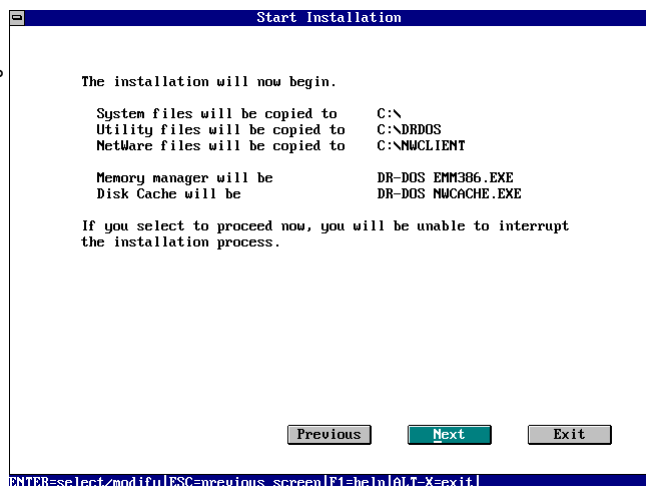 Start Installation
The installation will now begin.
System files will be copied to C:\
Utility files will be copied to C:\DRDOS
NetWare files will be copied to C:\NWCLIENT
Memory manager will be DR-DOS EMM386.EXE
Disk Cache will be DR-DOS NWCACHE.EXE
If you select to proceed now, you will be unable to interrupt
the installation process.
Previous Next Exit
ENTER=select/modify|ESC=previous screen|F1=help|ALT-X=exit|